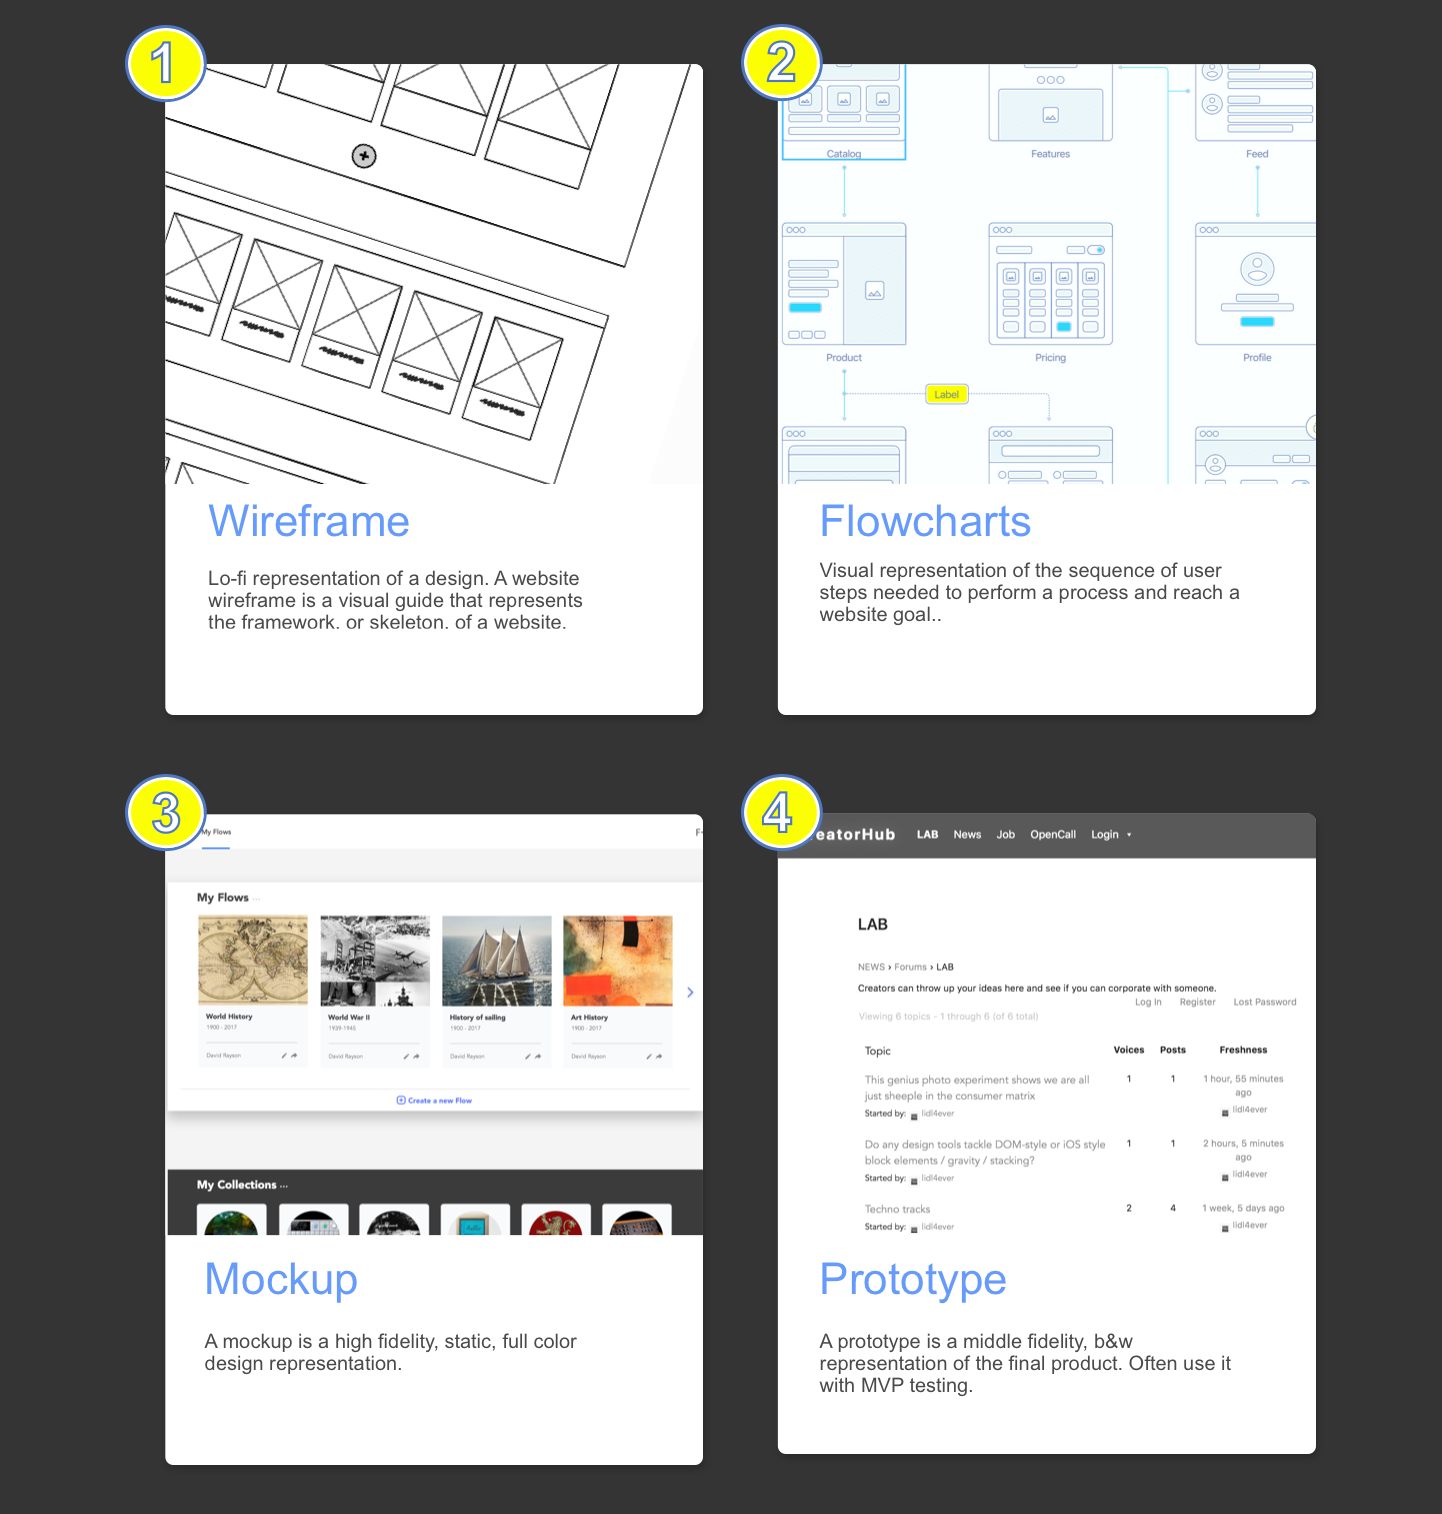 1
2
Catalog
Features
Feed
Product
Pricing
Profile
Label
Wireframe
Lo-fi representation of a design. A website
wireframe is a visual guide that represents
the framework, or skeleton, of a website.
Flowcharts
Visual representation of the sequence of user
steps needed to perform a process and reach a
website goal..
3
My Flows
F-
My Flows ...
World History
1900 - 2017
David Rayson
World War II
1939-1945
David Rayson
History of sailing
1900 - 2017
David Rayson
Art History
1900 - 2017
David Rayson
Create a new Flow
My Collections ...
hello
Mockup
A mockup is a high fidelity, static, full color
design representation.
4
eatorHub LAB News Job OpenCall Login
LAB
NEWS › Forums › LAB
Creators can throw up your ideas here and see if you can corporate with someone.
Log In Register Lost Password
Viewing 6 topics - 1 through 6 (of 6 total)
Topic Voices Posts Freshness
This genius photo experiment shows we are all 1 1 1 hour, 55 minutes
just sheeple in the consumer matrix ago
Started by: lidl4ever lidl4ever
Do any design tools tackle DOM-style or iOS style 1 1 2 hours, 5 minutes
block elements / gravity / stacking? ago
Started by: lidl4ever lidl4ever
Techno tracks 2 4 1 week, 5 days ago
Started by: lidl4ever lidl4ever
Prototype
A prototype is a middle fidelity, b&w
representation of the final product. Often use it
with MVP testing.